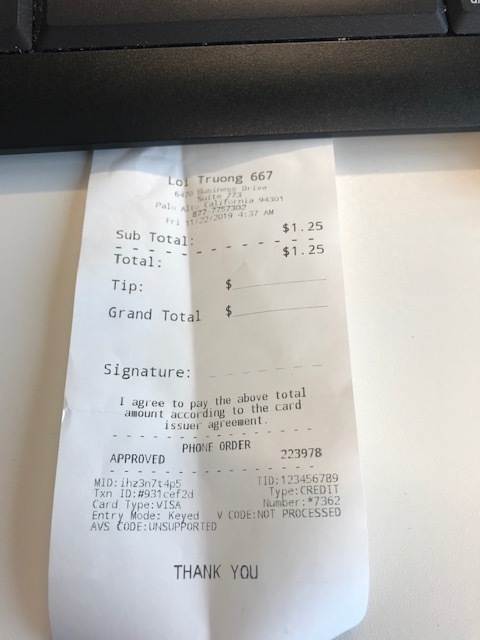 Loi Truong 667
6470 Business Drive
Suite 773
Palo Alto California 94301
877-7757302
Fri 11/22/2019 4:37 AM
Sub Total: $1.25
Total: $1.25
Tip: $
Grand Total $
Signature:
I agree to pay the above total
amount according to the card
issuer agreement.
PHONE ORDER
APPROVED 223978
MID:ihz3n7t4p5 TID:123456789
Txn ID:#931cef2d Type:CREDIT
Card Type:VISA Number:*7362
Entry Mode: Keyed V CODE:NOT PROCESSED
AVS CODE:UNSUPPORTED
THANK YOU